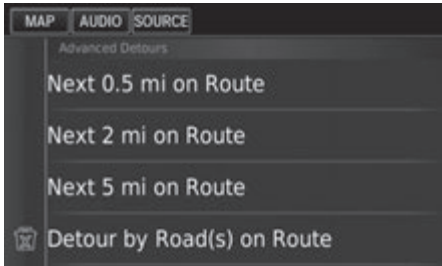 MAP AUDIO SOURCE
Advanced Detours
Next 0.5 mi on Route
Next 2 mi on Route
Next 5 mi on Route
Detour by Road(s) on Route